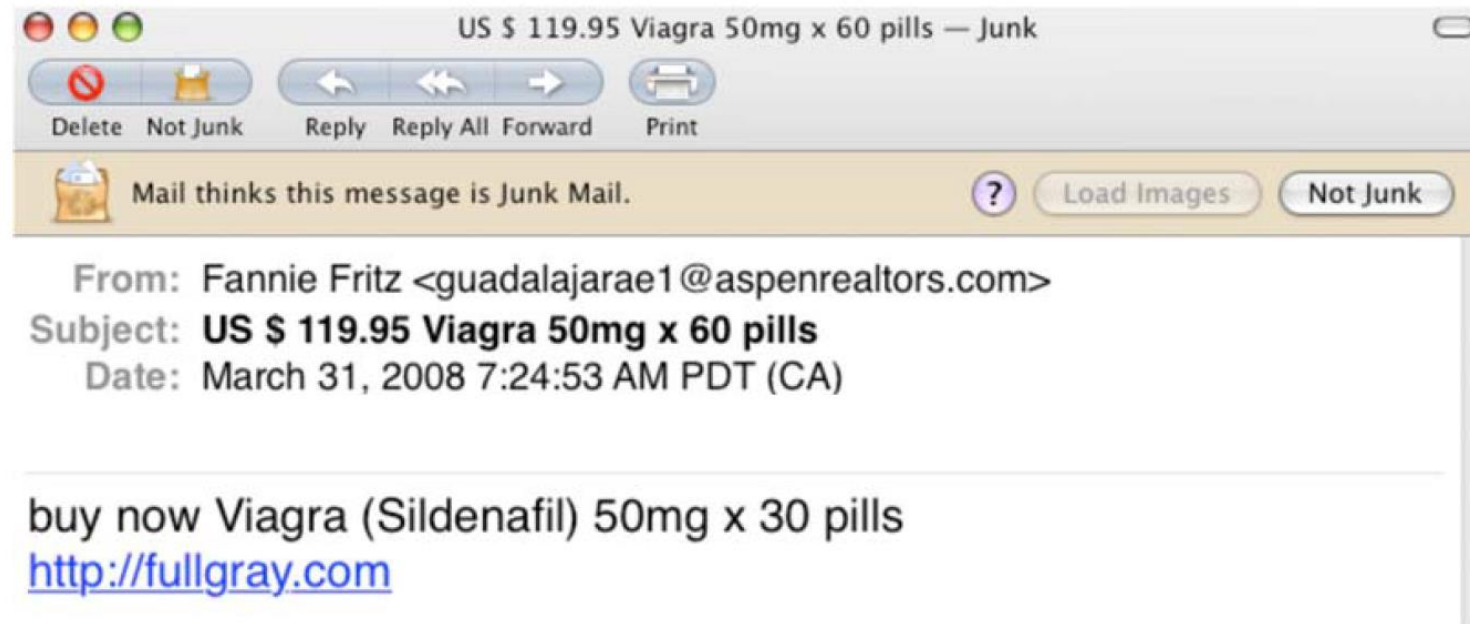 US $ 119.95 Viagra 50mg x 60 pills — Junk
Delete Not Junk Reply Reply All Forward Print
Mail thinks this message is Junk Mail. ? Load Images Not Junk
From: Fannie Fritz <guadalajarae1@aspenrealtors.com>
Subject: US $ 119.95 Viagra 50mg x 60 pills
Date: March 31, 2008 7:24:53 AM PDT (CA)
buy now Viagra (Sildenafil) 50mg x 30 pills
http://fullgray.com